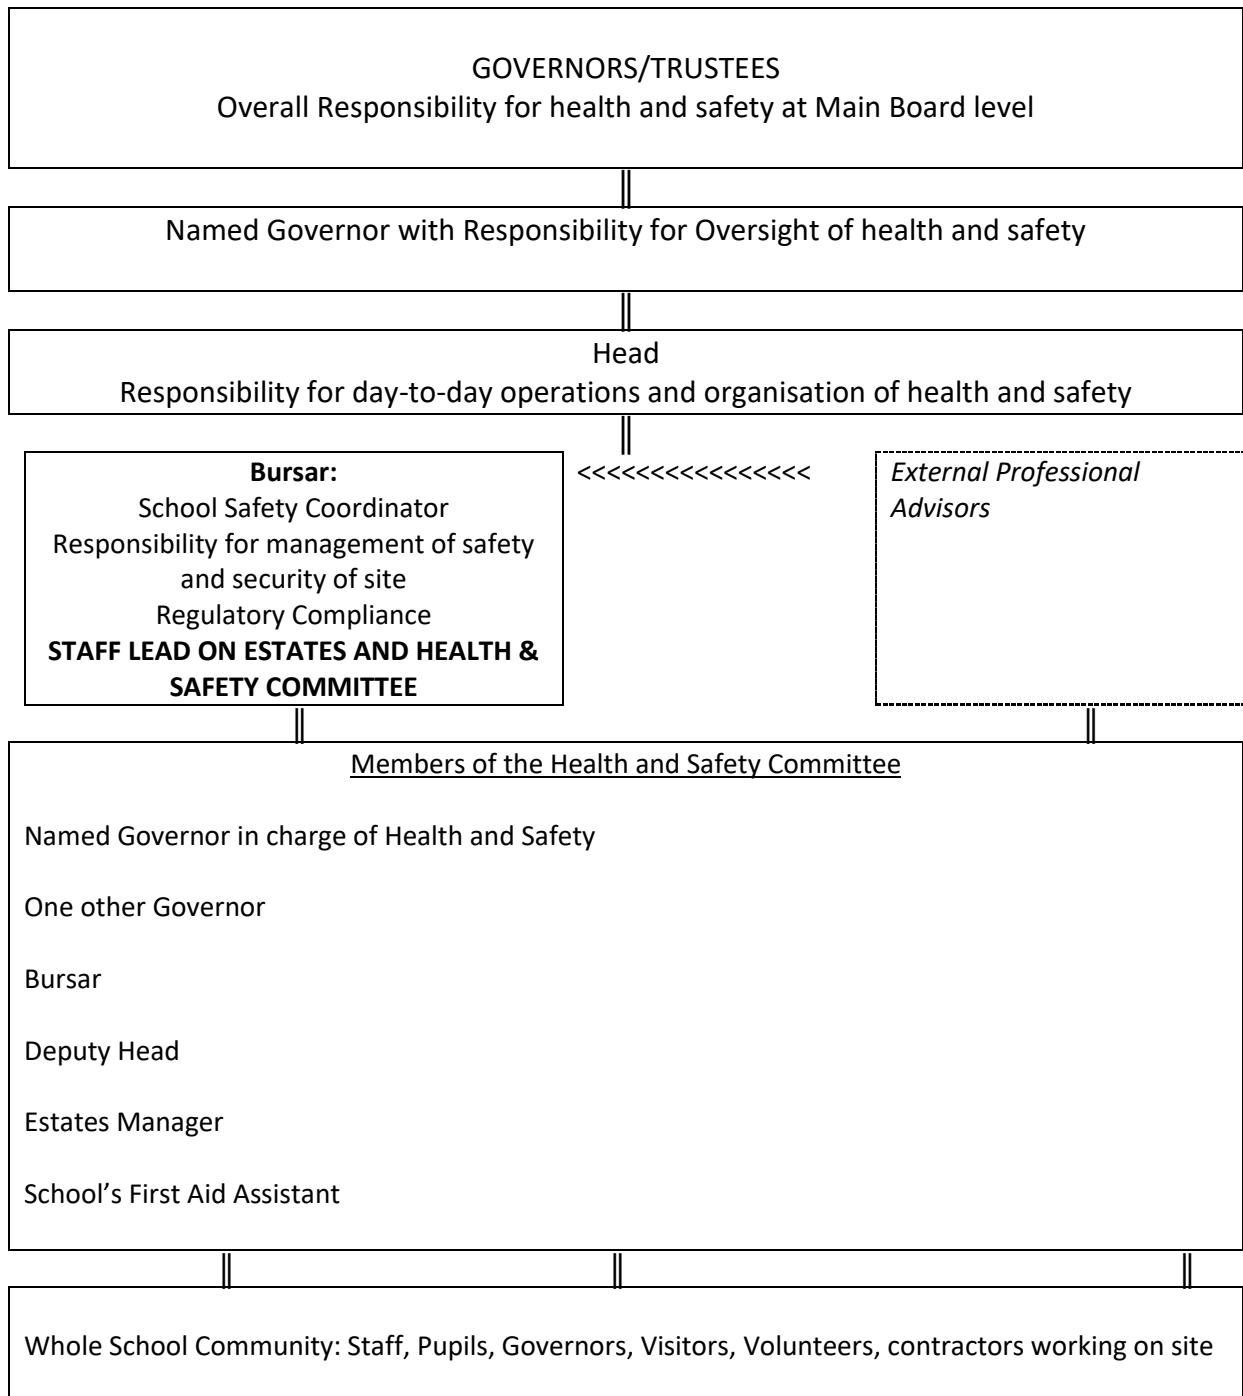 GOVERNORS/TRUSTEES
Overall Responsibility for health and safety at Main Board level
Named Governor with Responsibility for Oversight of health and safety
Head
Responsibility for day-to-day operations and organisation of health and safety
Bursar:
School Safety Coordinator
Responsibility for management of safety
and security of site
Regulatory Compliance
STAFF LEAD ON ESTATES AND HEALTH &
SAFETY COMMITTEE
<<<<<<<<<<<<<<<<
External Professional
Advisors
Members of the Health and Safety Committee
Named Governor in charge of Health and Safety
One other Governor
Bursar
Deputy Head
Estates Manager
School’s First Aid Assistant
Whole School Community: Staff, Pupils, Governors, Visitors, Volunteers, contractors working on site